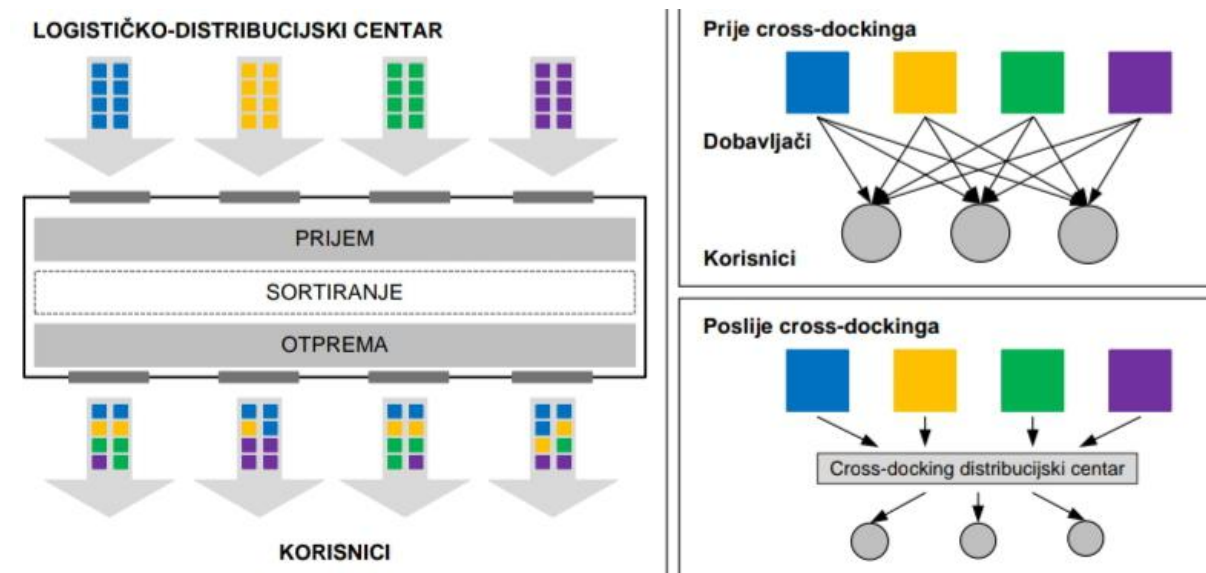 LOGISTIČKO-DISTRIBUCIJSKI CENTAR
PRIJEM
SORTIRANJE
OTPREMA
KORISNICI
Prije cross-dockinga
Dobavljači
Korisnici
Poslije cross-dockinga
Cross-docking distribucijski centar